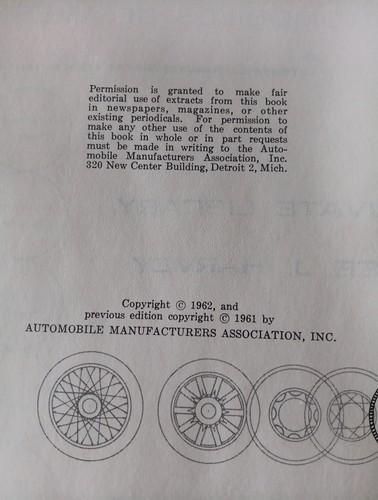 Permission is granted to make fair
editorial use of extracts from this book
in newspapers, magazines, or other
existing periodicals. For permission to
make any other use of the contents of
this book in whole or in part requests
must be made in writing to the Auto-
mobile Manufacturers Association, Inc.
320 New Center Building, Detroit 2, Mich.
Copyright © 1962, and
previous edition copyright © 1961 by
AUTOMOBILE MANUFACTURERS ASSOCIATION, INC.